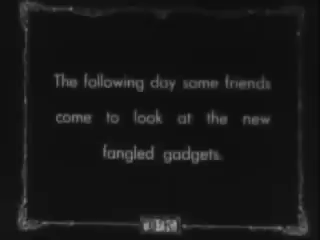 The following day some friends
come to look at the new
fangled gadgets.